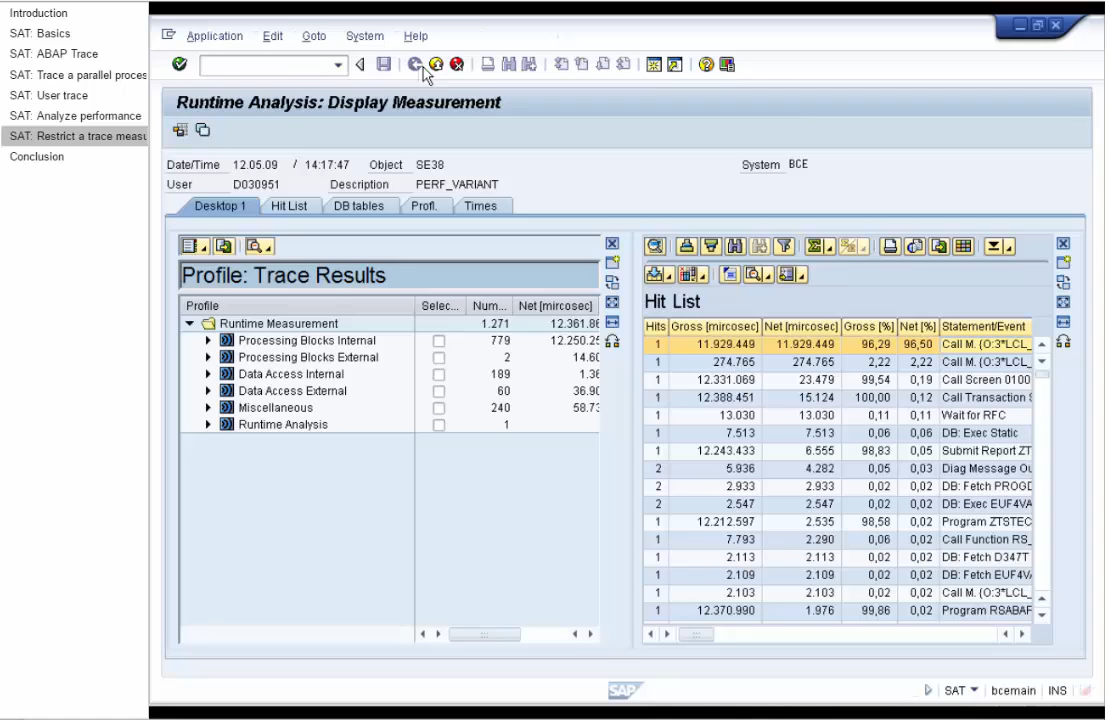 Introduction
SAT: Basics
SAT: ABAP Trace
SAT: Trace a parallel proces
SAT: User trace
SAT: Analyze performance
SAT: Restrict a trace measu
Conclusion
Application Edit Goto System Help
Runtime Analysis: Display Measurement
Date/Time 12.05.09 / 14:17:47 Object SE38 System BCE
User D030951 Description PERF_VARIANT
Desktop 1 Hit List DB tables Profl. Times
Profile: Trace Results
Profile Selec... Num... Net [mircosec]
Runtime Measurement 1.271 12.361.86
Processing Blocks Internal 779 12.250.25
Processing Blocks External 2 14.60
Data Access Internal 189 1.36
Data Access External 60 36.90
Miscellaneous 240 58.73
Runtime Analysis 1
Hit List
Hits Gross [mircosec] Net [mircosec] Gross [%] Net [%] Statement/Event
1 11.929.449 11.929.449 96,29 96,50 Call M. {O:3*LCL_
1 274.765 274.765 2,22 2,22 Call M. {O:3*LCL_
1 12.331.069 23.479 99,54 0,19 Call Screen 0100
1 12.388.451 15.124 100,00 0,12 Call Transaction S
1 13.030 13.030 0,11 0,11 Wait for RFC
1 7.513 7.513 0,06 0,06 DB: Exec Static
1 12.243.433 6.555 98,83 0,05 Submit Report ZT
2 5.936 4.282 0,05 0,03 Diag Message Ou
2 2.933 2.933 0,02 0,02 DB: Fetch PROGD
2 2.547 2.547 0,02 0,02 DB: Exec EUF4VA
1 12.212.597 2.535 98,58 0,02 Program ZTSTEC
1 7.793 2.290 0,06 0,02 Call Function RS_
1 2.113 2.113 0,02 0,02 DB: Fetch D347T
1 2.109 2.109 0,02 0,02 DB: Fetch EUF4VA
1 2.103 2.103 0,02 0,02 Call M. {O:3*LCL_
1 12.370.990 1.976 99,86 0,02 Program RSABAP
SAP SAT bcemain INS